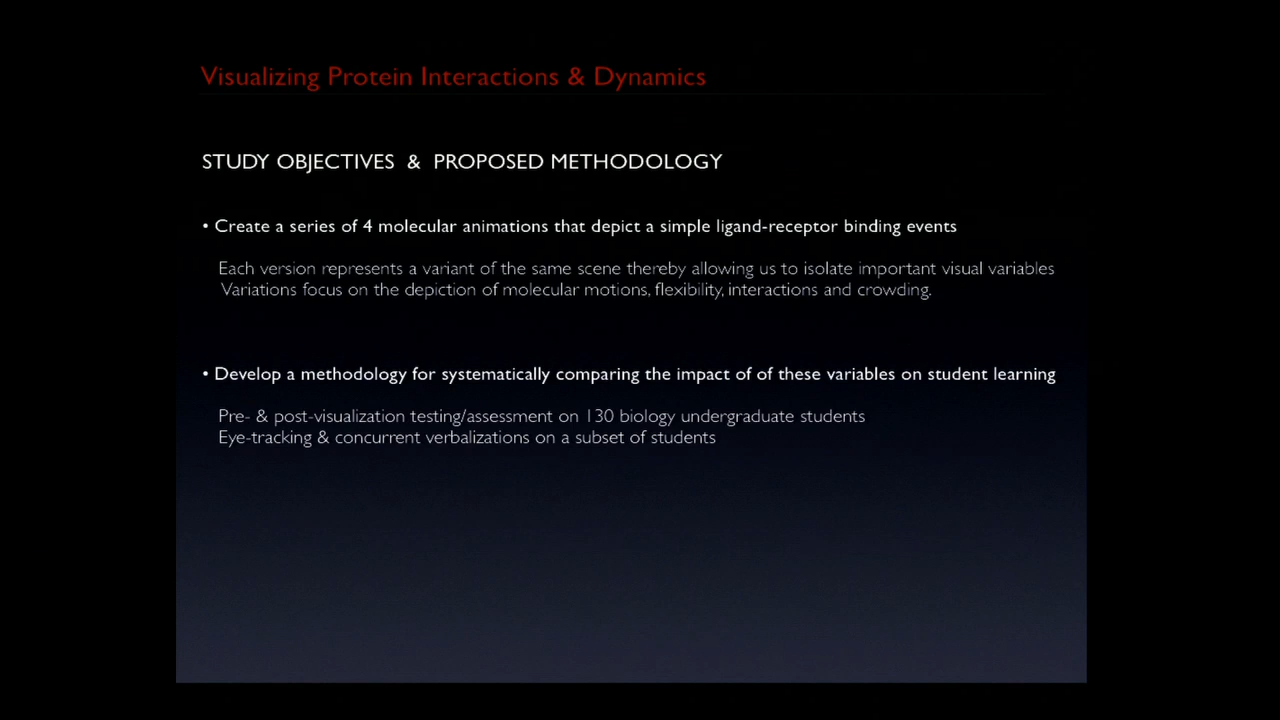 Visualizing Protein Interactions & Dynamics
STUDY OBJECTIVES & PROPOSED METHODOLOGY
• Create a series of 4 molecular animations that depict a simple ligand-receptor binding events
Each version represents a variant of the same scene thereby allowing us to isolate important visual variables
Variations focus on the depiction of molecular motions, flexibility, interactions and crowding.
• Develop a methodology for systematically comparing the impact of of these variables on student learning
Pre- & post-visualization testing/assessment on 130 biology undergraduate students
Eye-tracking & concurrent verbalizations on a subset of students